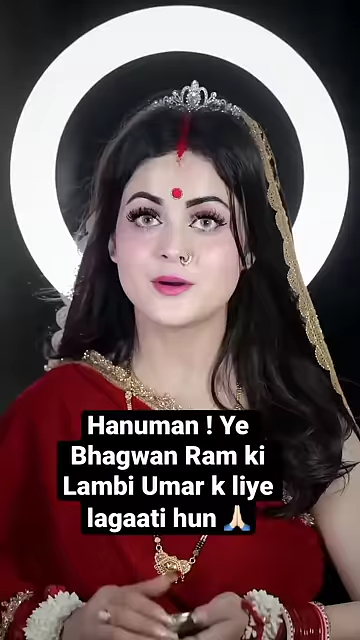 Hanuman ! Ye
Bhagwan Ram ki
Lambi Umar k liye
lagaati hun 🙏🏻